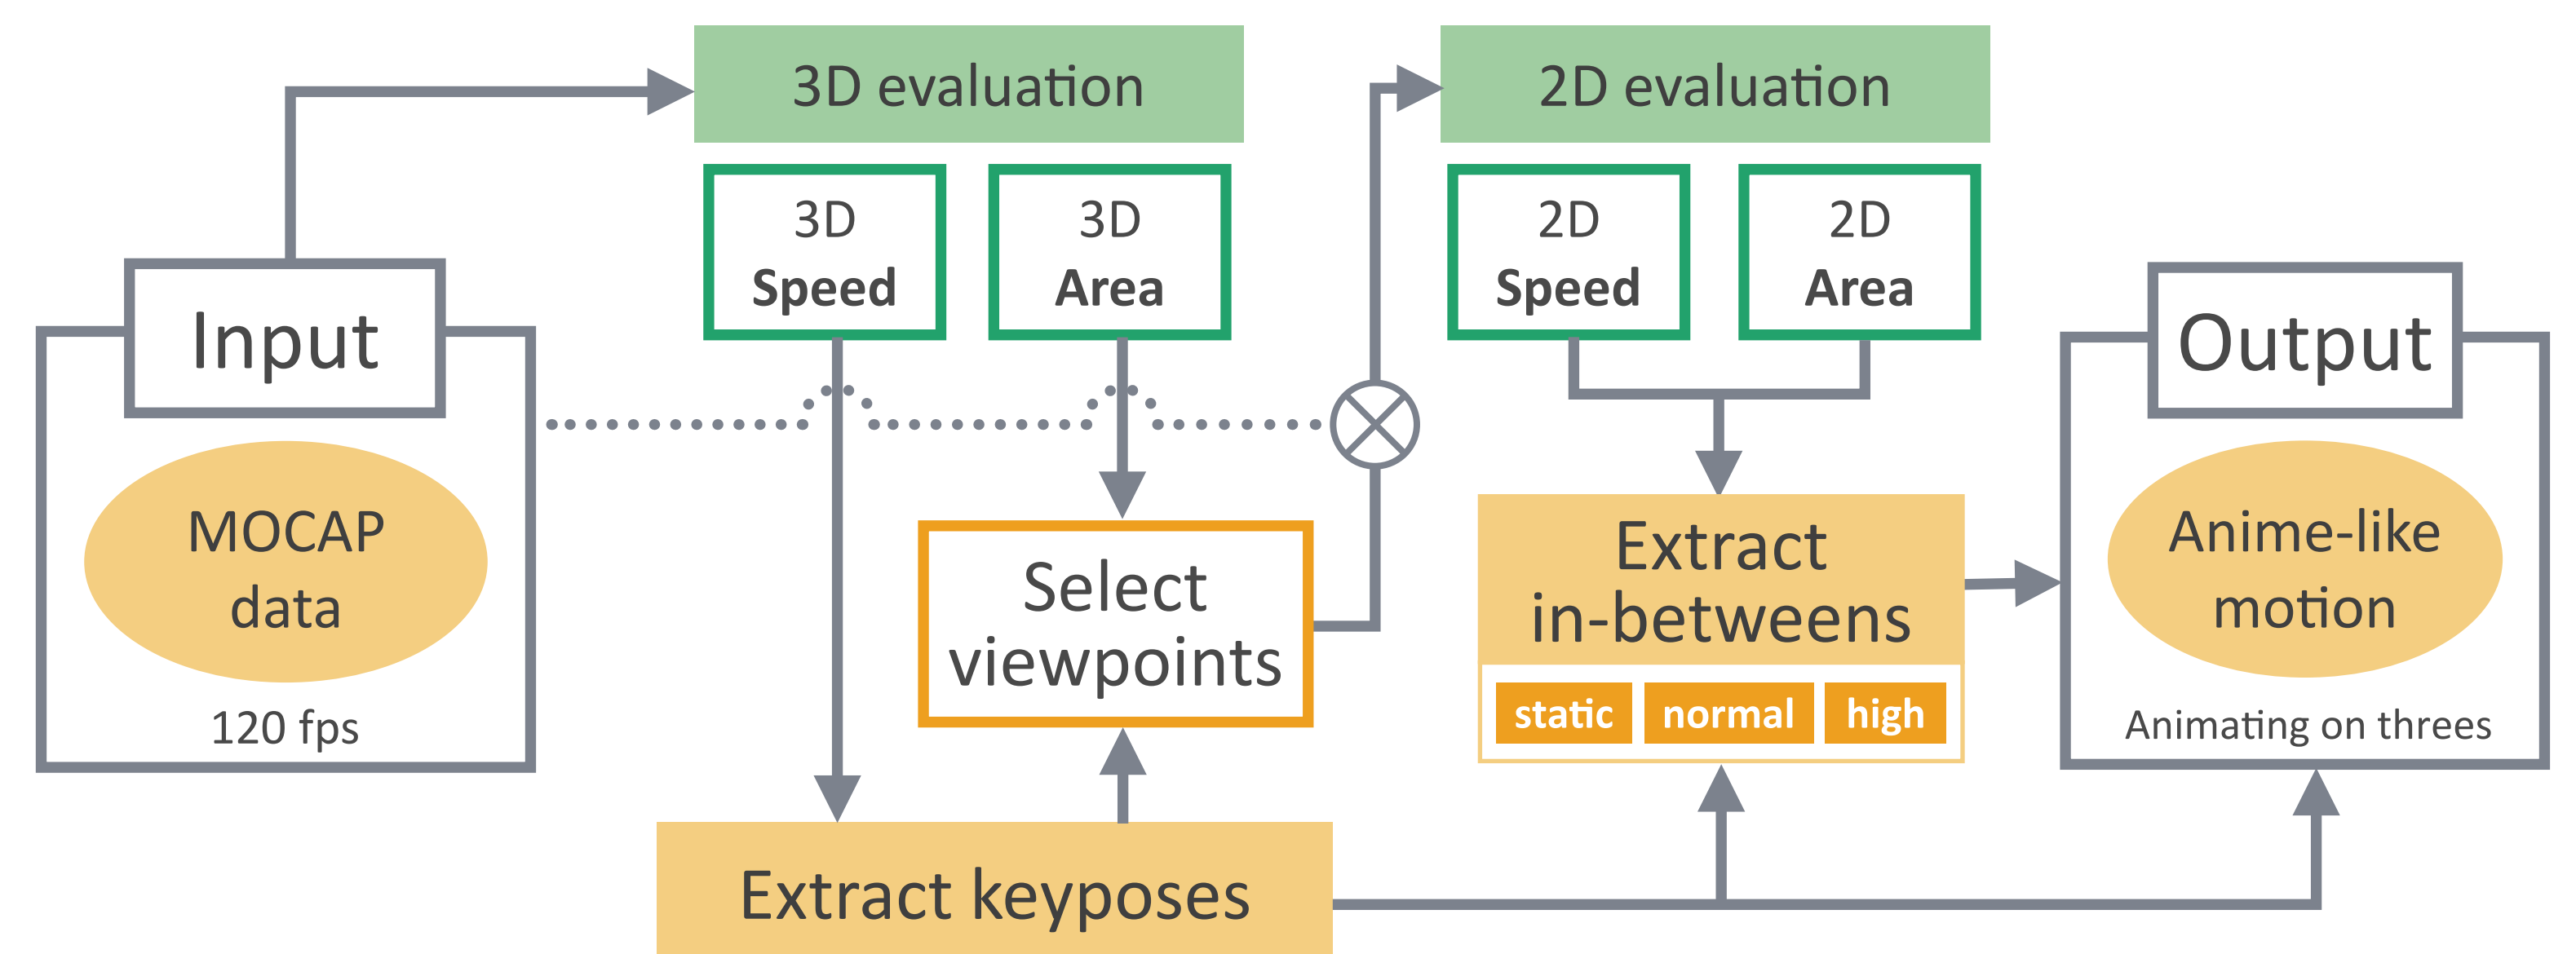 3D evaluation
3D
Speed
3D
Area
2D evaluation
2D
Speed
2D
Area
Input
MOCAP
data
120 fps
Select
viewpoints
Extract keyposes
Extract
in-betweens
static
normal
high
Output
Anime-like
motion
Animating on threes